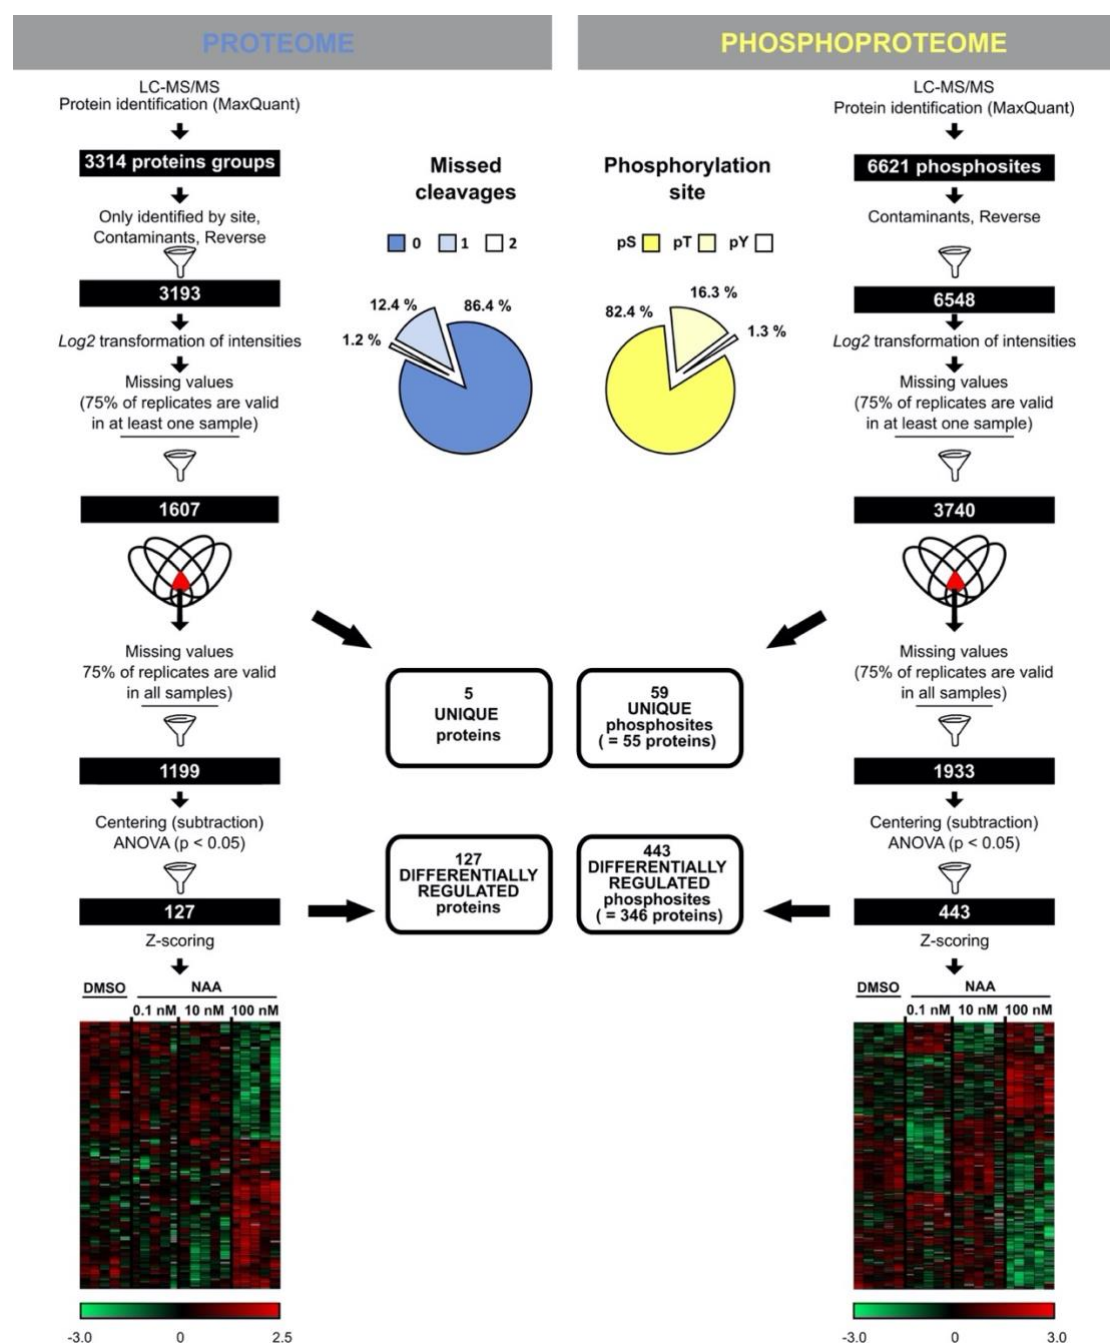 PROTEOME
LC-MS/MS
Protein identification (MaxQuant)
3314 proteins groups
Only identified by site,
Contaminants, Reverse
3193
Log2 transformation of intensities
Missing values
(75% of replicates are valid
in at least one sample)
1607
Missing values
75% of replicates are valid
in all samples)
1199
Centering (subtraction)
ANOVA (p < 0.05)
127
Z-scoring
DMSO NAA
0.1 nM 10 nM 100 nM
-3.0 0 2.5
Missed
cleavages
0 1 2
12.4 % 86.4 %
1.2 %
5
UNIQUE
proteins
127
DIFFERENTIALLY
REGULATED
proteins
PHOSPHOPROTEOME
Phosphorylation
site
pS pT pY
16.3 %
82.4 %
1.3 %
59
UNIQUE
phosphosites
( = 55 proteins)
443
DIFFERENTIALLY
REGULATED
phosphosites
( = 346 proteins)
LC-MS/MS
Protein identification (MaxQuant)
6621 phosphosites
Contaminants, Reverse
6548
Log2 transformation of intensities
Missing values
(75% of replicates are valid
in at least one sample)
3740
Missing values
(75% of replicates are valid
in all samples)
1933
Centering (subtraction)
ANOVA (p < 0.05)
443
Z-scoring
DMSO NAA
0.1 nM 10 nM 100 nM
-3.0 0 3.0